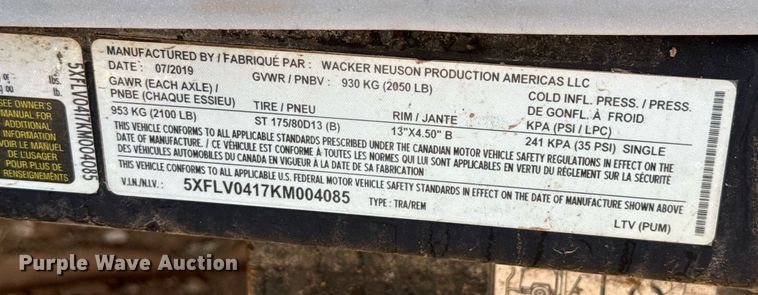 MANUFACTURED BY / FABRIQUÉ PAR : WACKER NEUSON PRODUCTION AMERICAS LLC
DATE : 07/2019
GVWR / PNBV : 930 KG (2050 LB)
GAWR (EACH AXLE) /
PNBE (CHAQUE ESSIEU)
953 KG (2100 LB)
TIRE / PNEU
ST 175/80D13 (B)
RIM / JANTE
13"X4.50" B
COLD INFL. PRESS. / PRESS.
DE GONFL. À FROID
KPA (PSI / LPC)
241 KPA (35 PSI) SINGLE
THIS VEHICLE CONFORMS TO ALL APPLICABLE STANDARDS PRESCRIBED UNDER THE CANADIAN MOTOR VEHICLE SAFETY REGULATIONS IN EFFECT ON THE
DATE OF MANUFACTURE. / CE VÉHICULE EST CONFORME À TOUTES LES NORMES QUI LUI SONT APPLICABLES EN VERTU DU RÈGLEMENT SUR LA SÉCURITÉ
DES VÉHICULES AUTOMOBILES DU CANADA EN VIGUEUR À LA DATE DE SA FABRICATION.
THIS VEHICLE CONFORMS TO ALL APPLICABLE U.S. FEDERAL MOTOR VEHICLE SAFETY STANDARDS IN EFFECT ON THE DATE OF MANUFACTURE SHOWN ABOVE.
V.I.N./N.I.V.: 5XFLV0417KM004085
TYPE : TRA/REM
LTV (PUM)
lbs.
SEE OWNER'S
MANUAL FOR
ADDITIONAL
INFORMATION
VOIR LE MANUEL
DE L'USAGER
POUR PLUS DE
RENSEIGNEMENTS
5XFLV0417KM004085
Purple Wave Auction